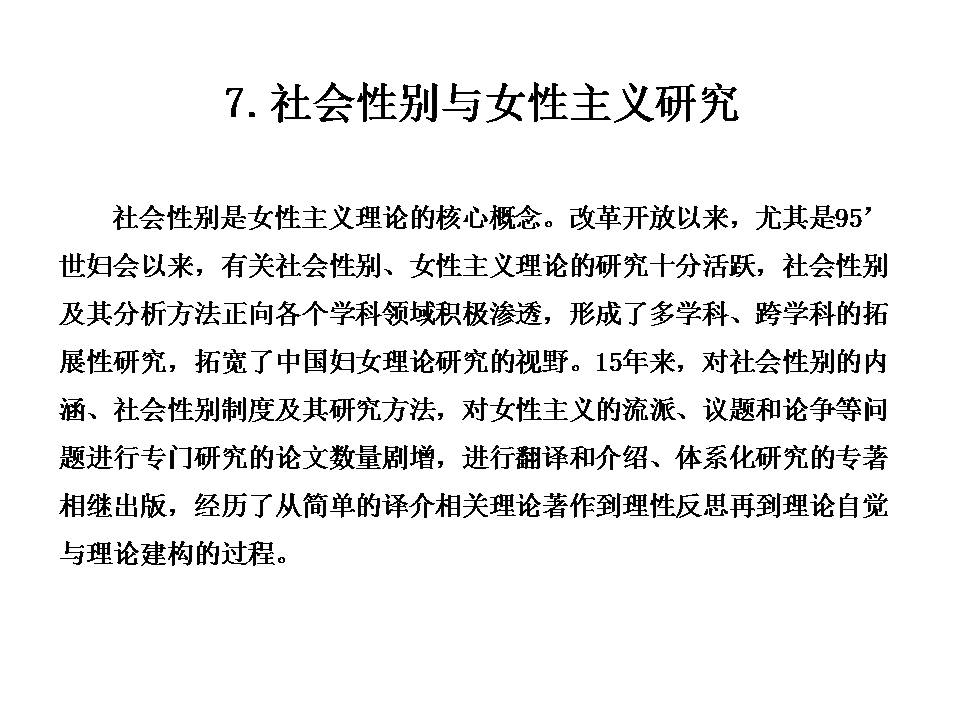 7.社会性别与女性主义研究
社会性别是女性主义理论的核心概念。改革开放以来，尤其是95’
世妇会以来，有关社会性别、女性主义理论的研究十分活跃，社会性别
及其分析方法正向各个学科领域积极渗透，形成了多学科、跨学科的拓
展性研究，拓宽了中国妇女理论研究的视野。15年来，对社会性别的内
涵、社会性别制度及其研究方法，对女性主义的流派、议题和论争等问
题进行专门研究的论文数量剧增，进行翻译和介绍、体系化研究的专著
相继出版，经历了从简单的译介相关理论著作到理性反思再到理论自觉
与理论建构的过程。